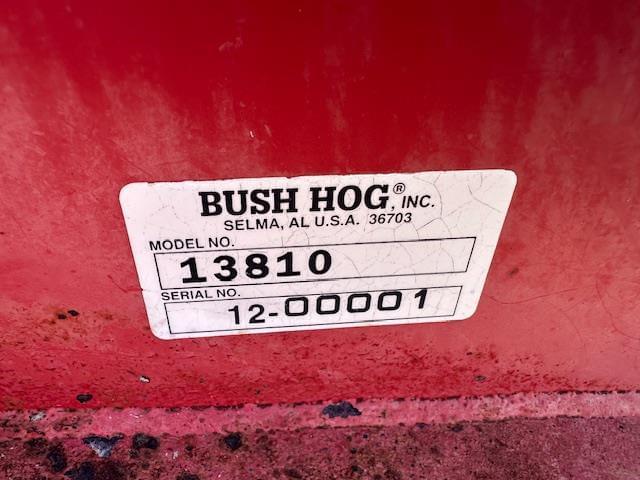 BUSH HOG®, INC.
SELMA, AL U.S.A. 36703
MODEL NO.
13810
SERIAL NO.
12-00001